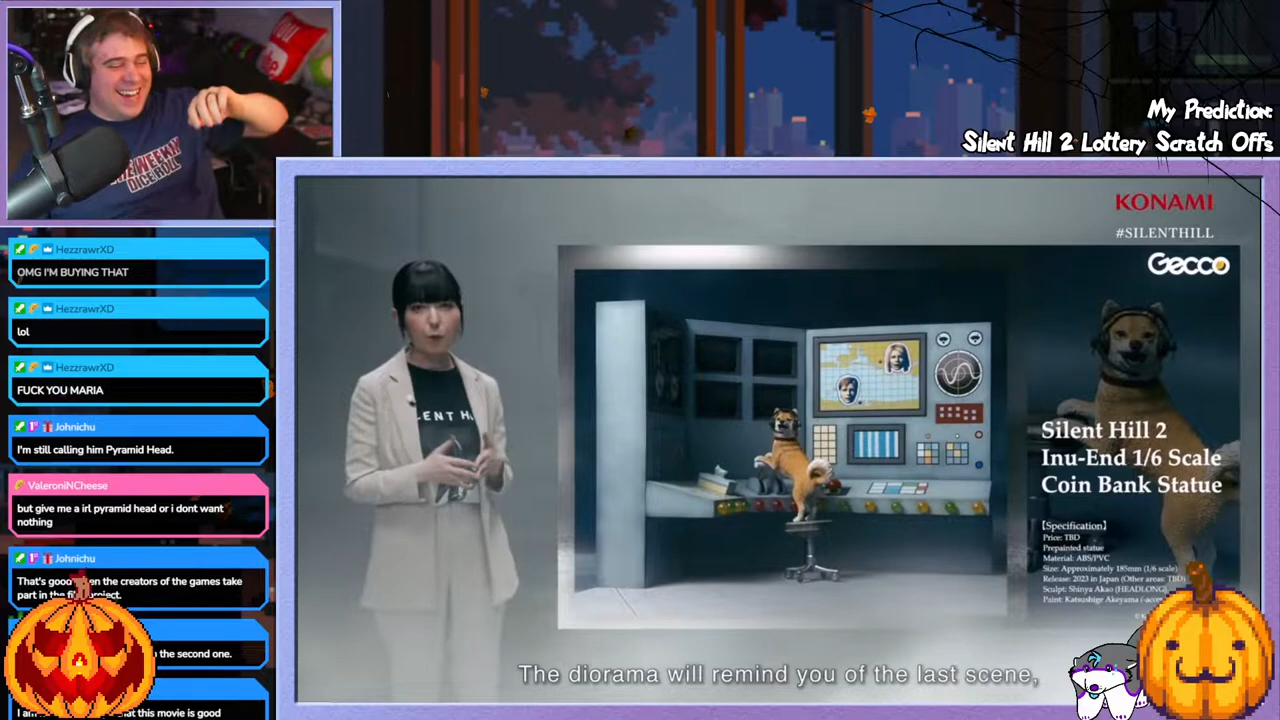 THE WEEKLY
DICE ROLL
My Prediction:
Silent Hill 2 Lottery Scratch Offs
HezzrawrXD
OMG I'M BUYING THAT
HezzrawrXD
lol
HezzrawrXD
FUCK YOU MARIA
Johnichu
I'm still calling him Pyramid Head.
ValeroniNCheese
but give me a irl pyramid head or i dont want
nothing
Johnichu
the creators of the games take
part in the
the second one.
this movie is good
KONAMI
#SILENTHILL
Gecco
Silent Hill 2
Inu-End 1/6 Scale
Coin Bank Statue
【Specification】
Price: TBD
Prepainted statue
Material: ABS/PVC
Size: Approximately 185mm (1/6 scale)
Release: 2023 in Japan (Other areas: TBD)
Sculpt: Shinya Akao (HEADLONG)
Paint: Katsushige Akeyama
The diorama will remind you of the last scene,